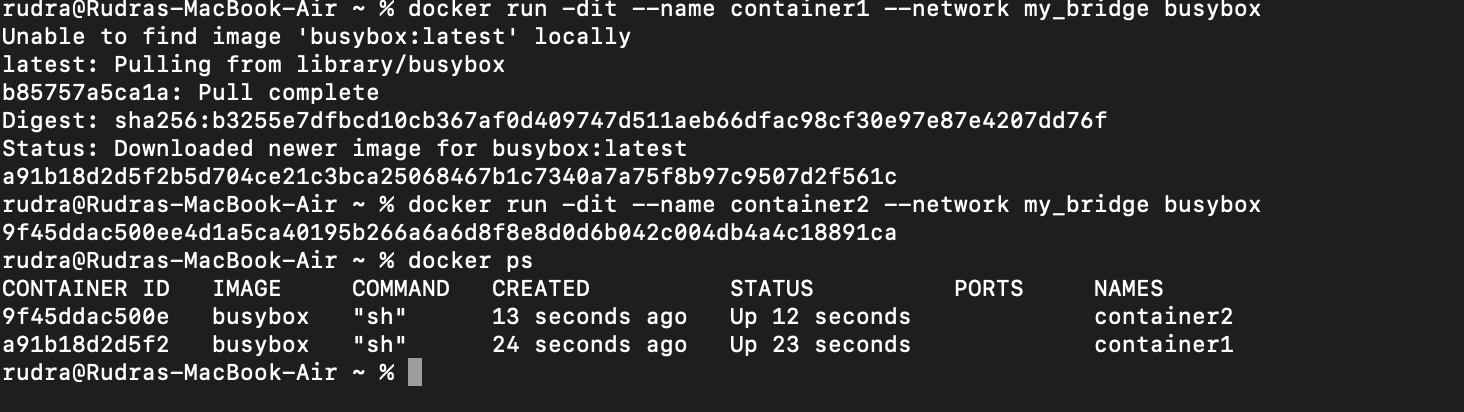 rudra@Rudras-MacBook-Air ~ % docker run -dit --name container1 --network my_bridge busybox
Unable to find image 'busybox:latest' locally
latest: Pulling from library/busybox
b85757a5ca1a: Pull complete
Digest: sha256:b3255e7dfbcd10cb367af0d409747d511aeb66dfac98cf30e97e87e4207dd76f
Status: Downloaded newer image for busybox:latest
a91b18d2d5f2b5d704ce21c3bca25068467b1c7340a7a75f8b97c9507d2f561c
rudra@Rudras-MacBook-Air ~ % docker run -dit --name container2 --network my_bridge busybox
9f45ddac500ee4d1a5ca40195b266a6a6d8f8e8d0d6b042c004db4a4c18891ca
rudra@Rudras-MacBook-Air ~ % docker ps
CONTAINER ID   IMAGE     COMMAND   CREATED          STATUS          PORTS     NAMES
9f45ddac500e   busybox   "sh"      13 seconds ago   Up 12 seconds             container2
a91b18d2d5f2   busybox   "sh"      24 seconds ago   Up 23 seconds             container1
rudra@Rudras-MacBook-Air ~ %